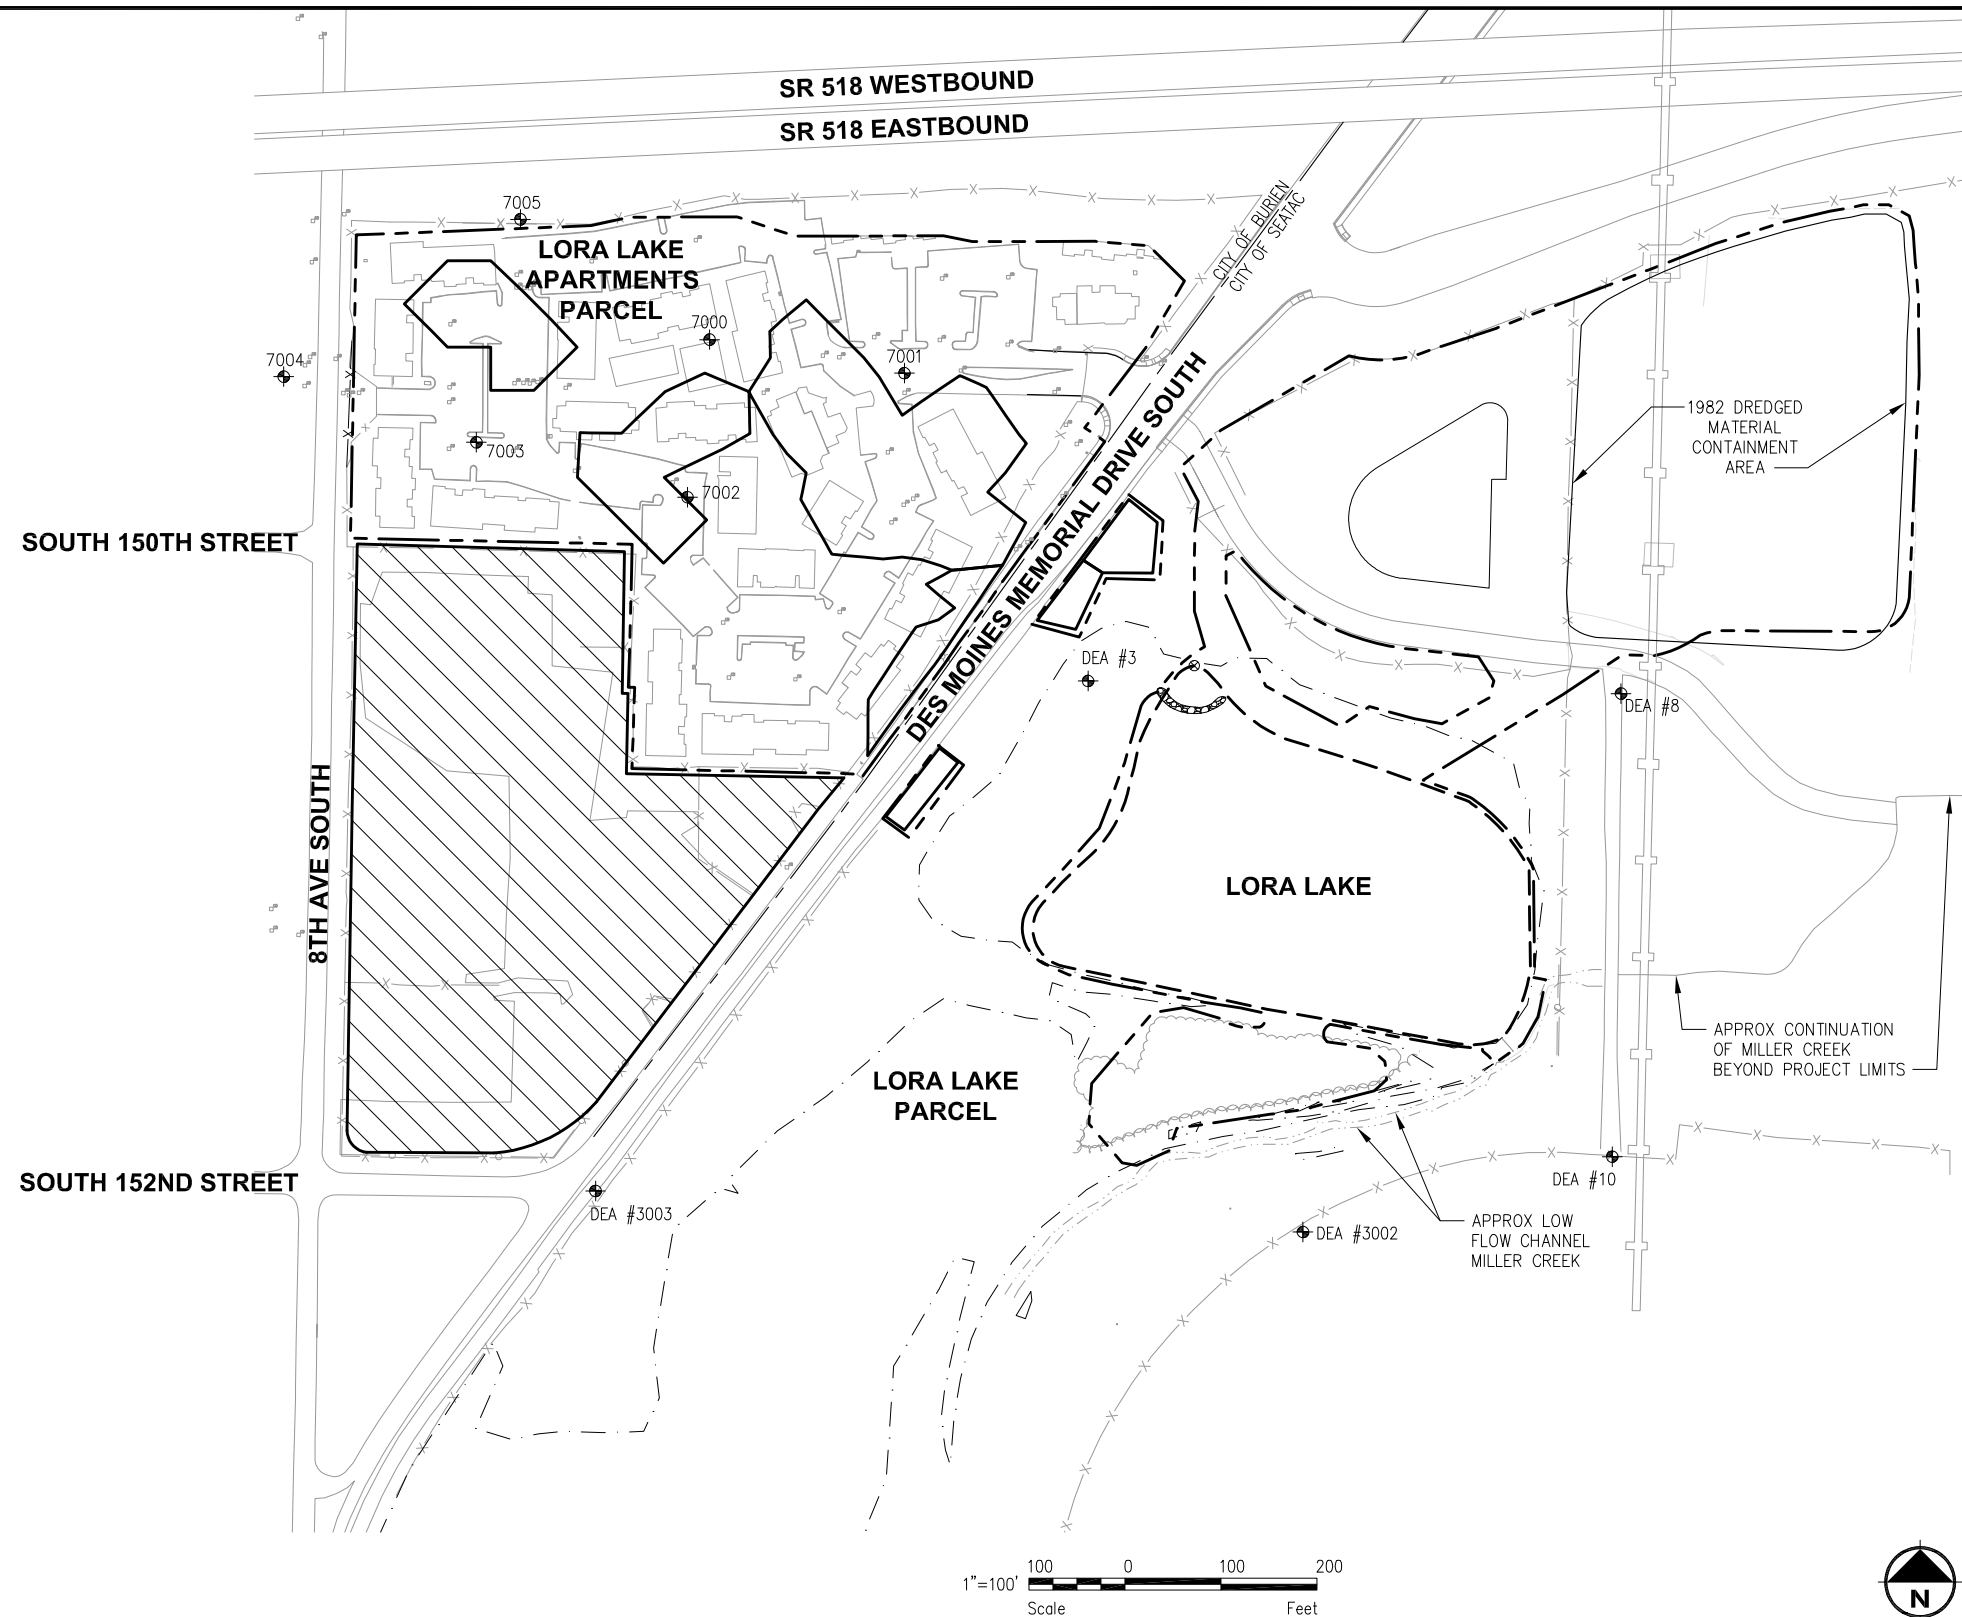 SR 518 WESTBOUND
SR 518 EASTBOUND
CITY OF BURIEN
CITY OF SEATAC
7005
LORA LAKE
APARTMENTS
PARCEL
7000
7001
7004
7003
7002
1982 DREDGED
MATERIAL
CONTAINMENT
AREA
SOUTH 150TH STREET
DES MOINES MEMORIAL DRIVE SOUTH
DEA #3
DEA #8
8TH AVE SOUTH
LORA LAKE
APPROX CONTINUATION
OF MILLER CREEK
BEYOND PROJECT LIMITS
LORA LAKE
PARCEL
SOUTH 152ND STREET
DEA #10
DEA #3003
DEA #3002
APPROX LOW
FLOW CHANNEL
MILLER CREEK
100 0 100 200
1"=100'
Scale Feet
N